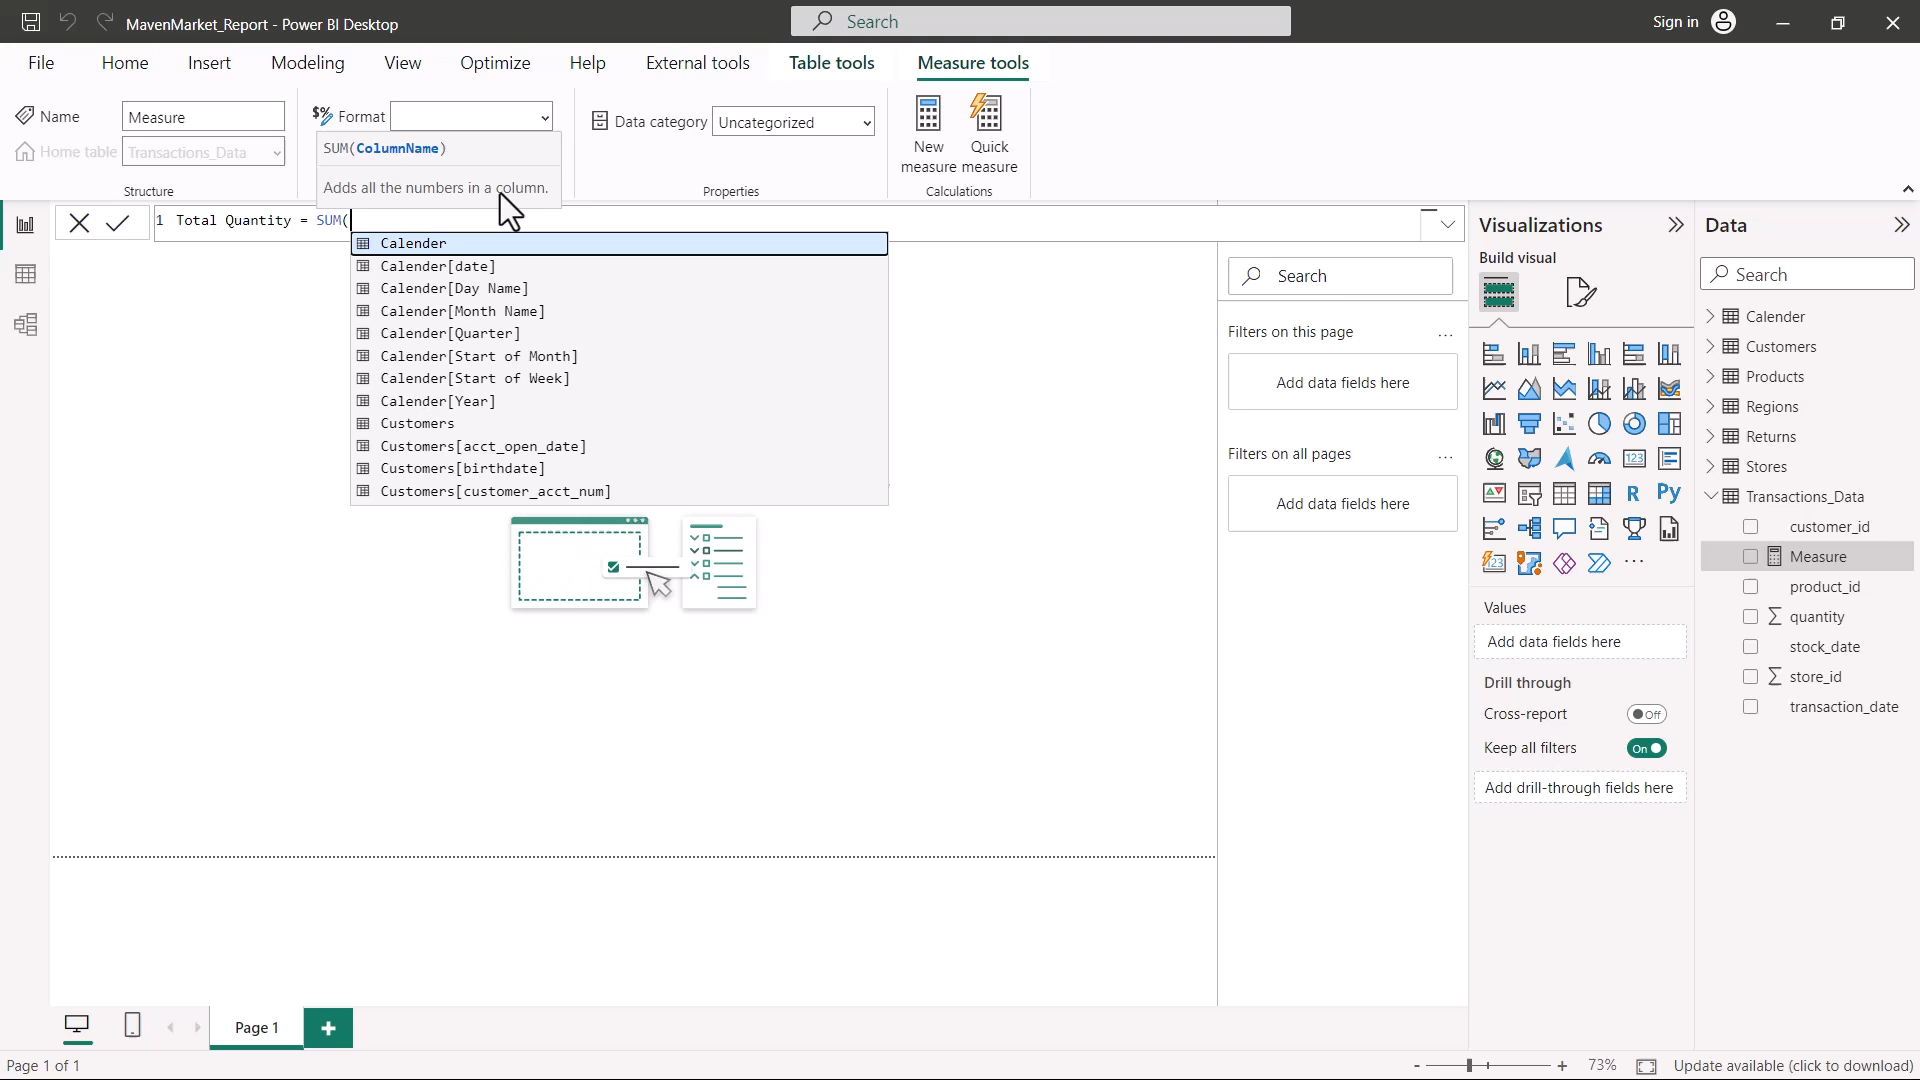 MavenMarket_Report - Power BI Desktop
Search
Sign in
File
Home
Insert
Modeling
View
Optimize
Help
External tools
Table tools
Measure tools
Name
Measure
$% Format
Data category
Uncategorized
New measure
Quick measure
Home table
Transactions_Data
SUM(ColumnName)
Adds all the numbers in a column.
Structure
Properties
Calculations
1 Total Quantity = SUM(
Calender
Calender[date]
Calender[Day Name]
Calender[Month Name]
Calender[Quarter]
Calender[Start of Month]
Calender[Start of Week]
Calender[Year]
Customers
Customers[acct_open_date]
Customers[birthdate]
Customers[customer_acct_num]
Search
Filters on this page
...
Add data fields here
Filters on all pages
...
Add data fields here
Visualizations
Build visual
123
R
Py
123
...
Values
Add data fields here
Drill through
Cross-report
Off
Keep all filters
On
Add drill-through fields here
Data
Search
Calender
Customers
Products
Regions
Returns
Stores
Transactions_Data
customer_id
Measure
product_id
∑ quantity
stock_date
∑ store_id
transaction_date
Page 1
+
Page 1 of 1
- + 73%
Update available (click to download)